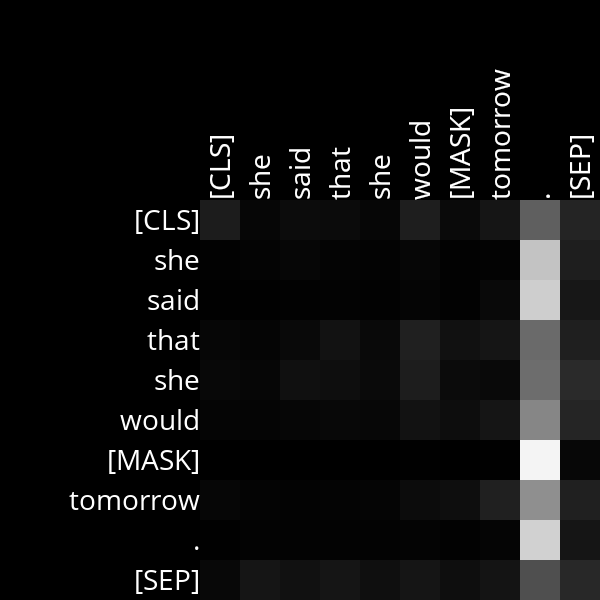 [CLS] she said that she would [MASK] tomorrow . [SEP]
[CLS]
she
said
that
she
would
[MASK]
tomorrow
.
[SEP]